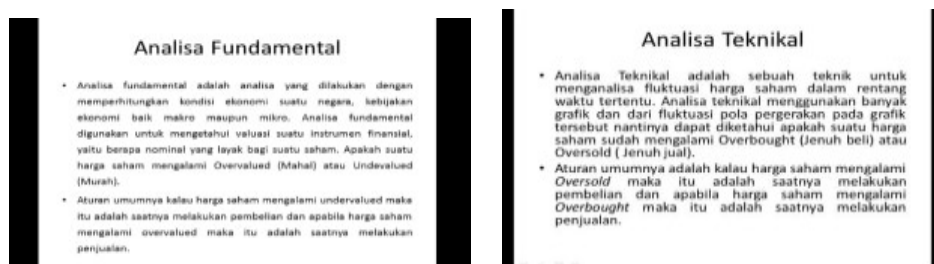 Analisa Fundamental
• Analisa fundamental adalah analisa yang dilakukan dengan
memperhitungkan kondisi ekonomi suatu negara, kebijakan
ekonomi baik makro maupun mikro. Analisa fundamental
digunakan untuk mengetahui valuasi suatu instrumen finansial,
yaitu berapa nominal yang layak bagi suatu saham. Apakah suatu
harga saham mengalami Overvalued (Mahal) atau Undevalued
(Murah).
• Aturan umumnya kalau harga saham mengalami undervalued maka
itu adalah saatnya melakukan pembelian dan apabila harga saham
mengalami overvalued maka itu adalah saatnya melakukan
penjualan.
Analisa Teknikal
• Analisa Teknikal adalah sebuah teknik untuk
menganalisa fluktuasi harga saham dalam rentang
waktu tertentu. Analisa teknikal menggunakan banyak
grafik dan dari fluktuasi pola pergerakan pada grafik
tersebut nantinya dapat diketahui apakah suatu harga
saham sudah mengalami Overbought (Jenuh beli) atau
Oversold ( Jenuh jual).
• Aturan umumnya adalah kalau harga saham mengalami
Oversold maka itu adalah saatnya melakukan
pembelian dan apabila harga saham mengalami
Overbought maka itu adalah saatnya melakukan
penjualan.